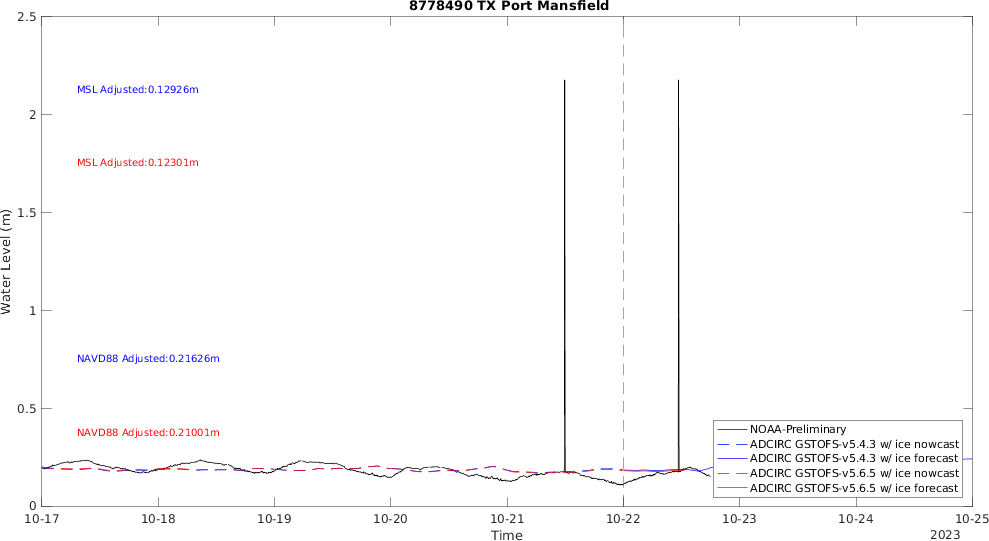 8778490 TX Port Mansfield
2.5
2
1.5
1
0.5
0
Water Level (m)
MSL Adjusted:0.12926m
MSL Adjusted:0.12301m
NAVD88 Adjusted:0.21626m
NAVD88 Adjusted:0.21001m
NOAA-Preliminary
ADCIRC GSTOFS-v5.4.3 w/ ice nowcast
ADCIRC GSTOFS-v5.4.3 w/ ice forecast
ADCIRC GSTOFS-v5.6.5 w/ ice nowcast
ADCIRC GSTOFS-v5.6.5 w/ ice forecast
10-17 10-18 10-19 10-20 10-21 10-22 10-23 10-24 10-25
Time
2023